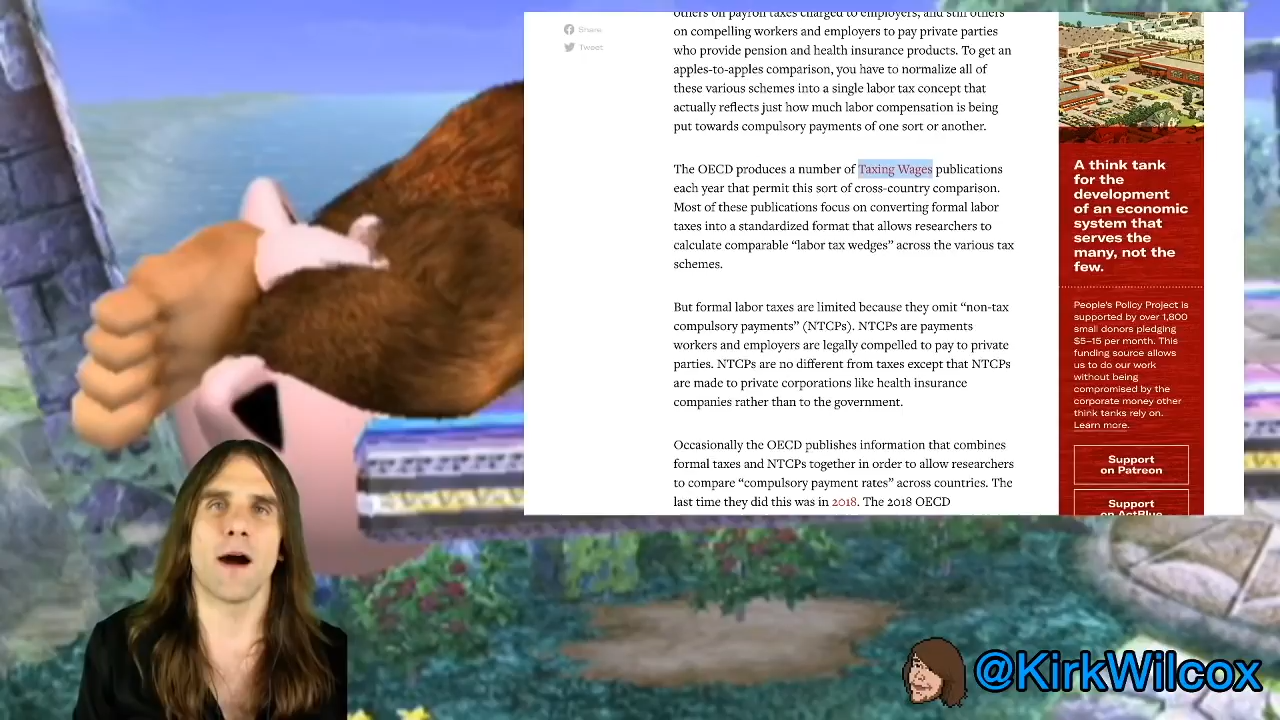 Share
Tweet
others on payroll taxes charged to employers, and still others
on compelling workers and employers to pay private parties
who provide pension and health insurance products. To get an
apples-to-apples comparison, you have to normalize all of
these various schemes into a single labor tax concept that
actually reflects just how much labor compensation is being
put towards compulsory payments of one sort or another.
The OECD produces a number of Taxing Wages publications
each year that permit this sort of cross-country comparison.
Most of these publications focus on converting formal labor
taxes into a standardized format that allows researchers to
calculate comparable “labor tax wedges” across the various tax
schemes.
But formal labor taxes are limited because they omit “non-tax
compulsory payments” (NTCPs). NTCPs are payments
workers and employers are legally compelled to pay to private
parties. NTCPs are no different from taxes except that NTCPs
are made to private corporations like health insurance
companies rather than to the government.
Occasionally the OECD publishes information that combines
formal taxes and NTCPs together in order to allow researchers
to compare “compulsory payment rates” across countries. The
last time they did this was in 2018. The 2018 OECD
A think tank
for the
development
of an economic
system that
serves the
many, not the
few.
People's Policy Project is
supported by over 1,800
small donors pledging
$5–15 per month. This
funding source allows
us to do our work
without being
compromised by the
corporate money other
think tanks rely on.
Learn more.
Support
on Patreon
Support
on ActBlue
@KirkWilcox